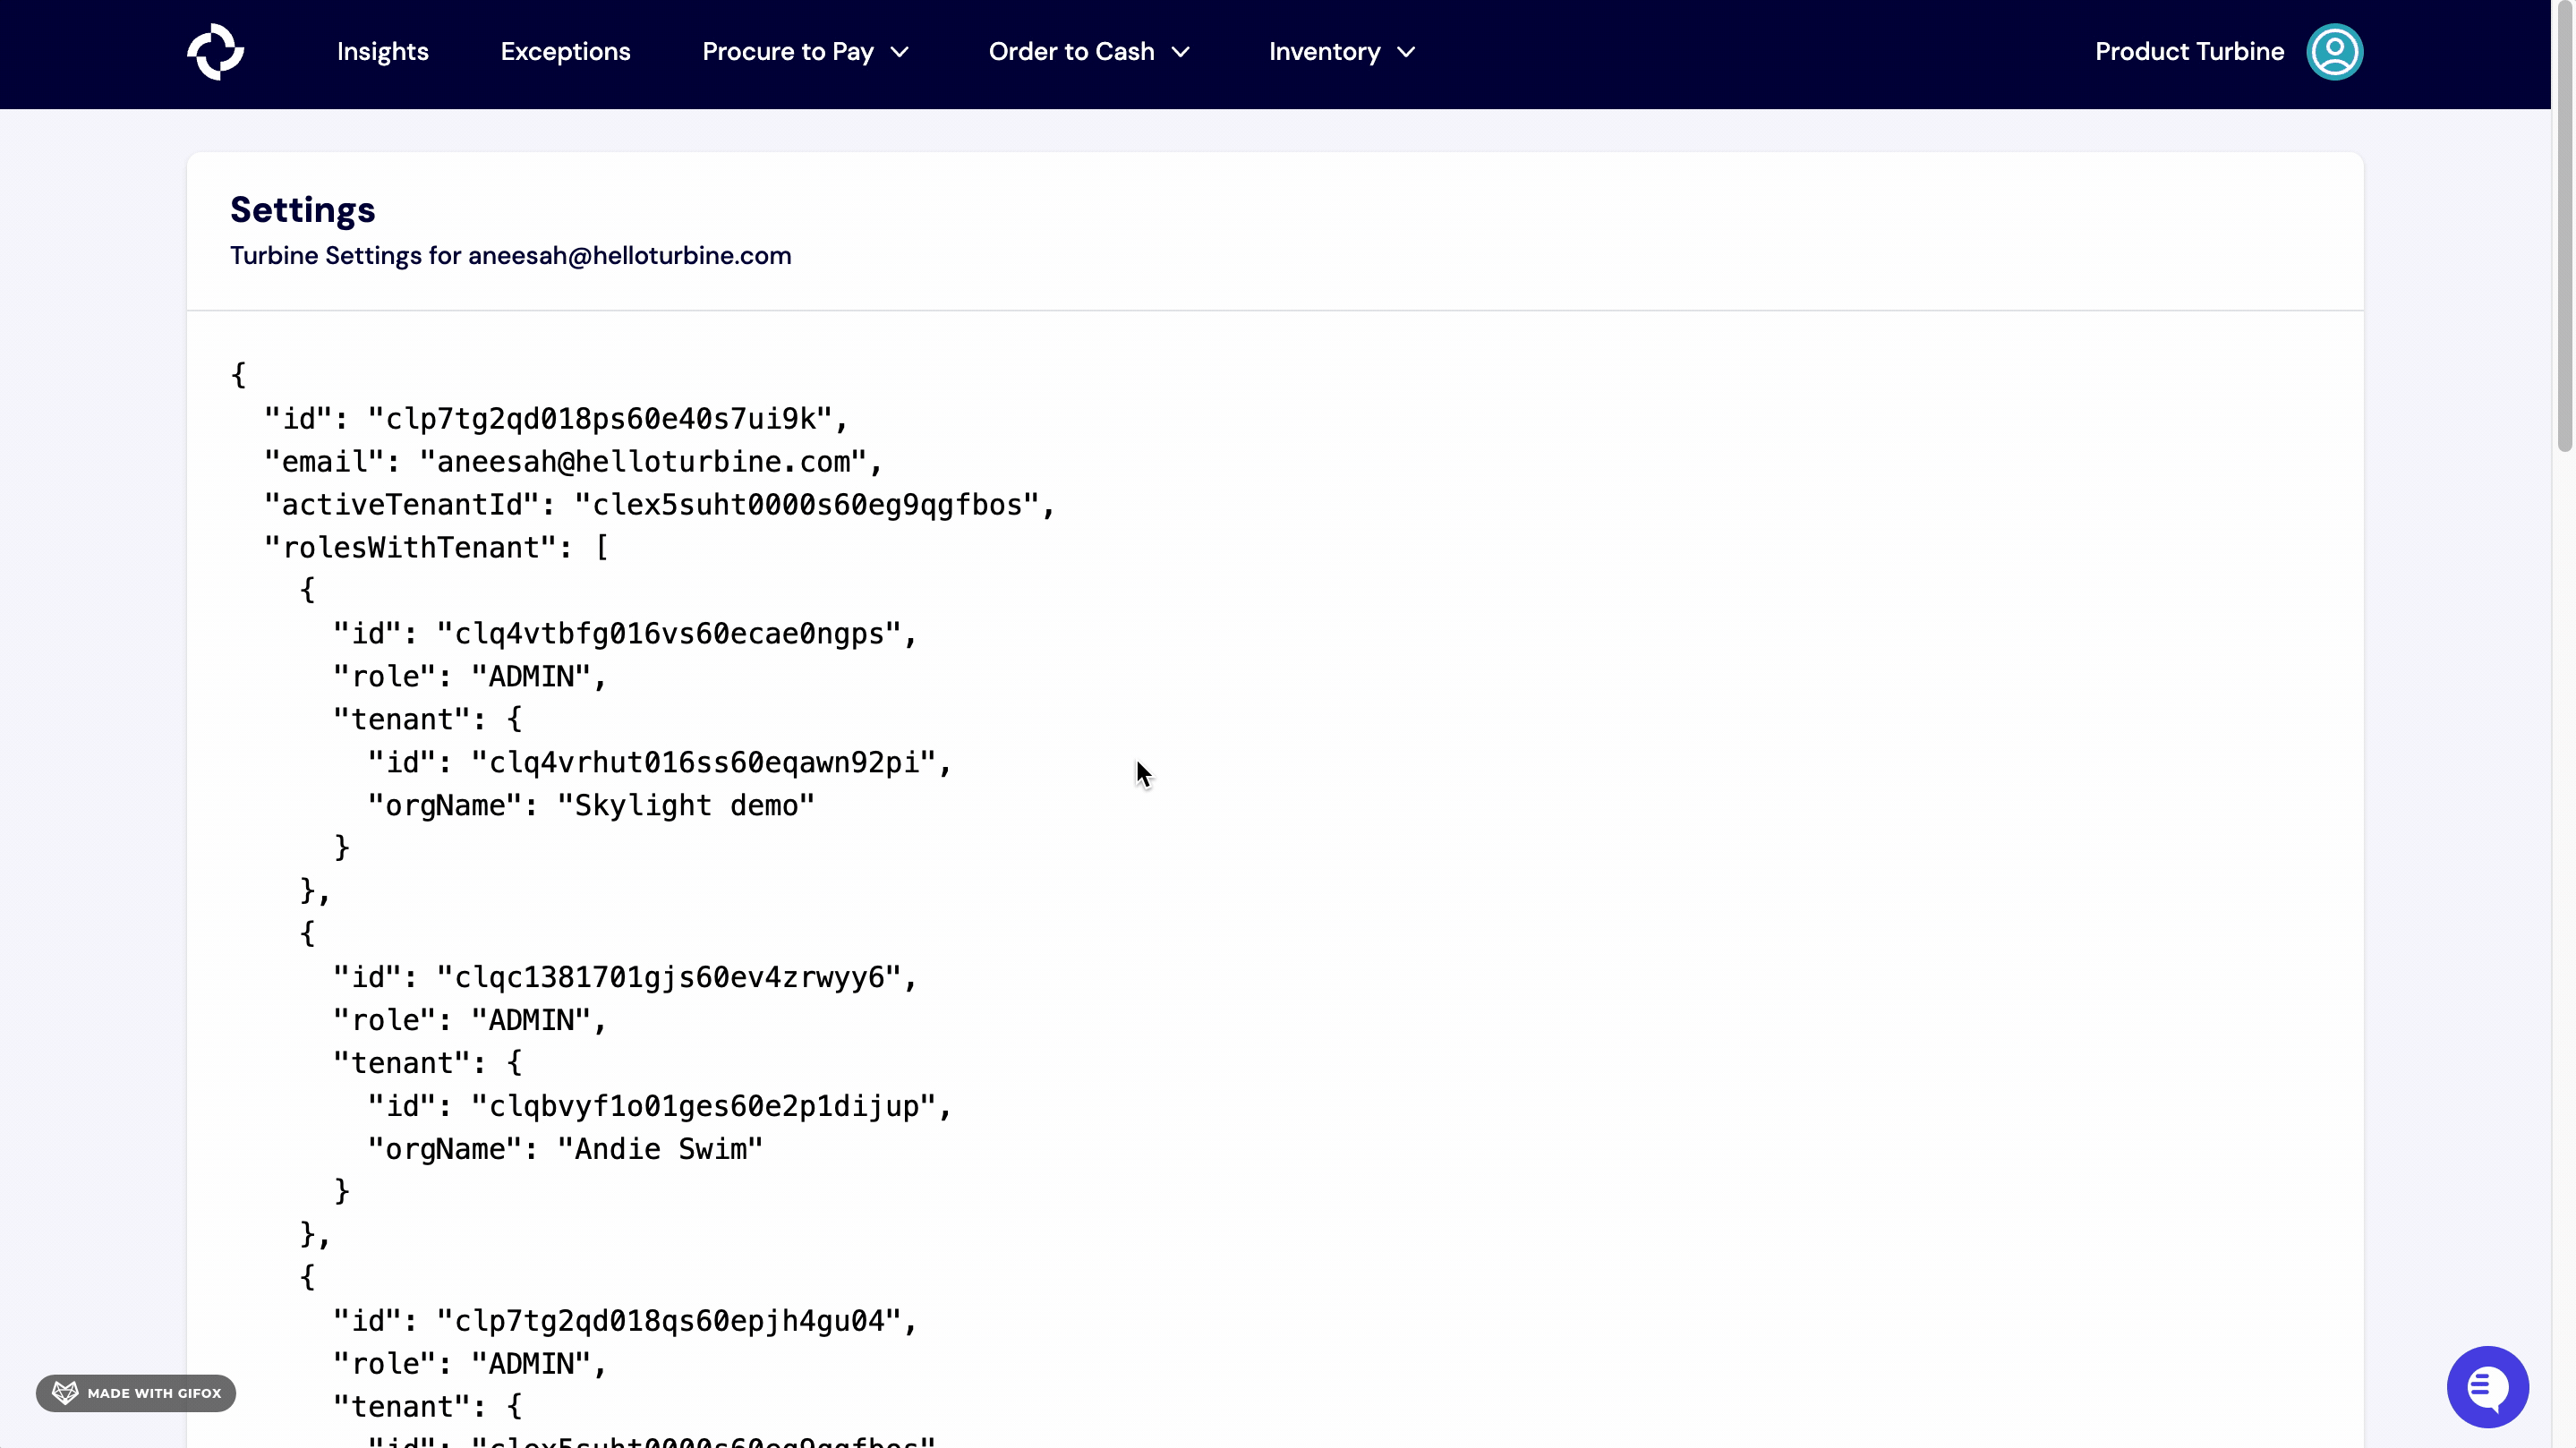 Insights Exceptions Procure to Pay Order to Cash Inventory Product Turbine
Settings
Turbine Settings for aneesah@helloturbine.com
{
"id": "clp7tg2qd018ps60e40s7ui9k",
"email": "aneesah@helloturbine.com",
"activeTenantId": "clex5suht0000s60eg9qgfbos",
"rolesWithTenant": [
{
"id": "clq4vtbfg016vs60ecae0ngps",
"role": "ADMIN",
"tenant": {
"id": "clq4vrhut016ss60eqawn92pi",
"orgName": "Skylight demo"
}
},
{
"id": "clqc1381701gjs60ev4zrwyy6",
"role": "ADMIN",
"tenant": {
"id": "clqbvyf1o01ges60e2p1dijup",
"orgName": "Andie Swim"
}
},
{
"id": "clp7tg2qd018qs60epjh4gu04",
"role": "ADMIN",
"tenant": {
"id": "clex5suht0000s60eg9qgfbos"
MADE WITH GIFOX